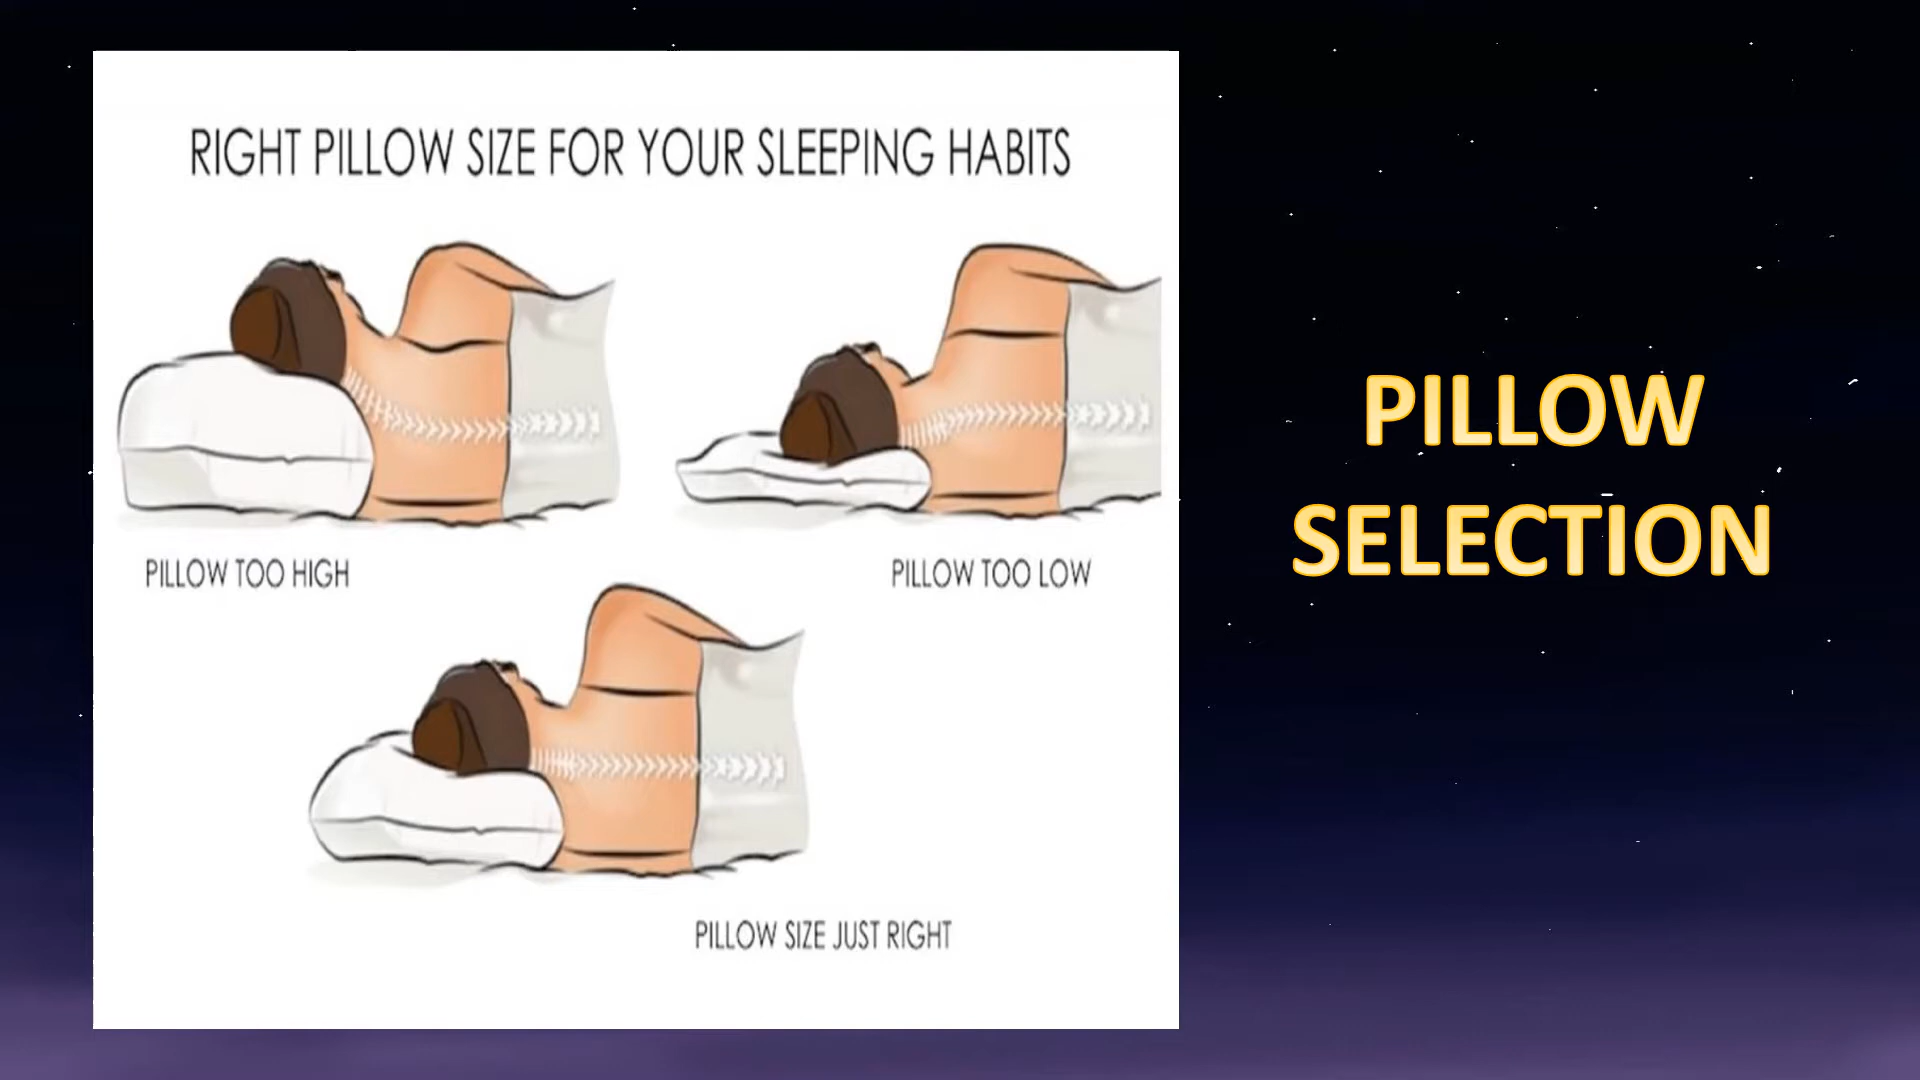 RIGHT PILLOW SIZE FOR YOUR SLEEPING HABITS
PILLOW TOO HIGH
PILLOW TOO LOW
PILLOW SIZE JUST RIGHT
PILLOW
SELECTION